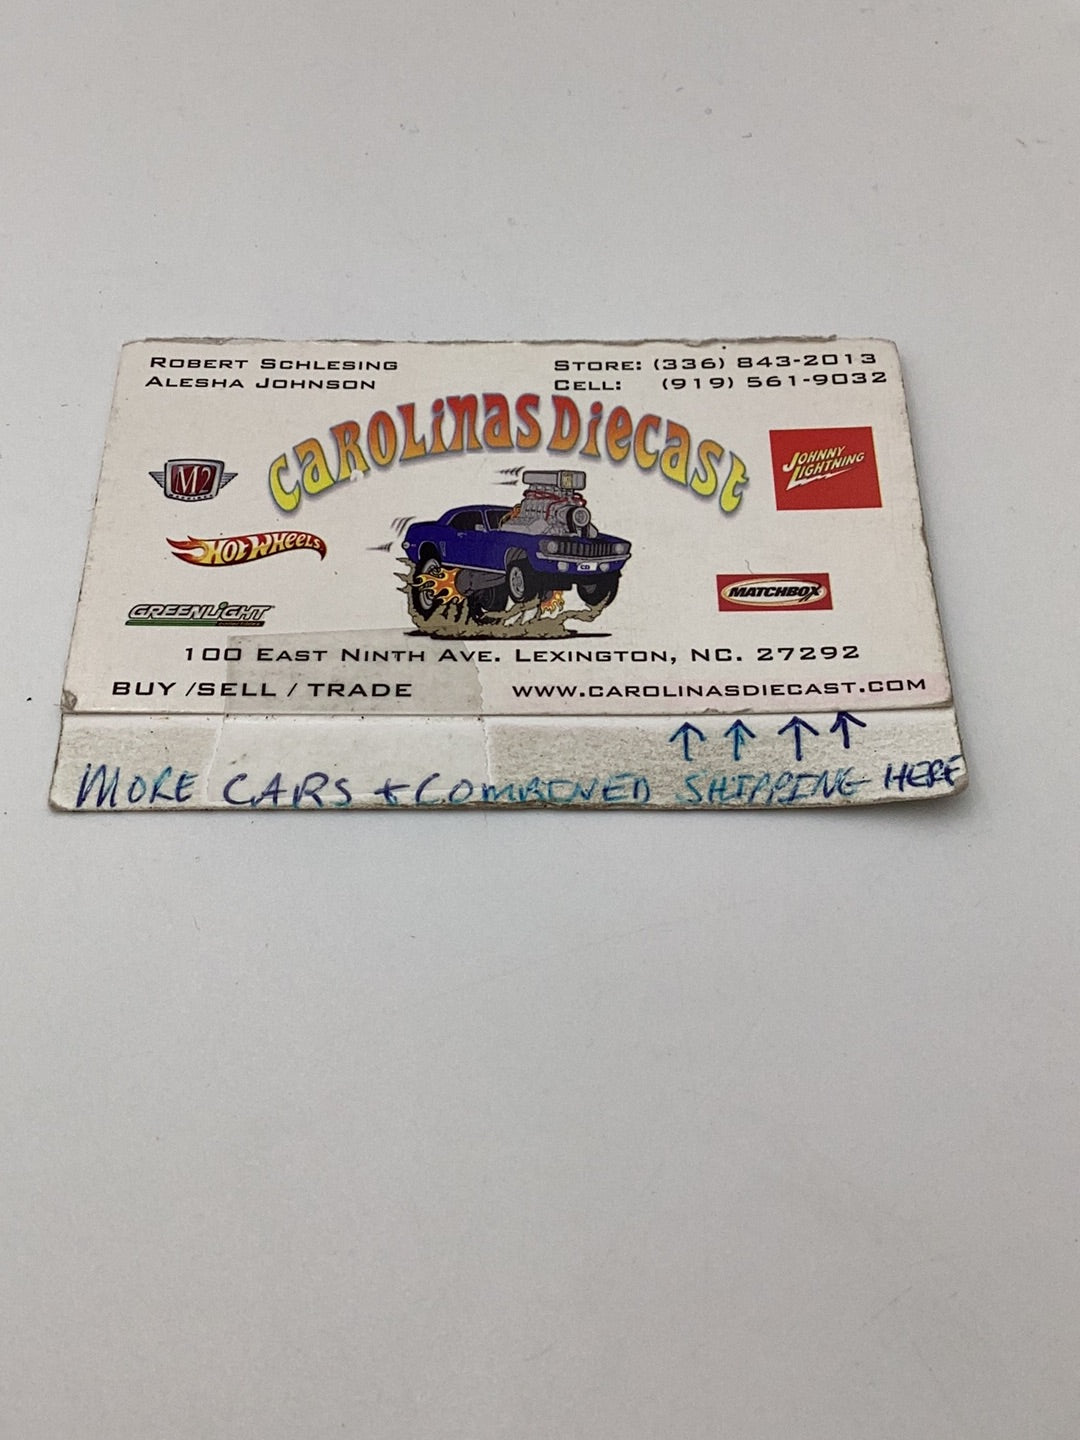 ROBERT SCHLESING
ALESHA JOHNSON
STORE: (336) 843-2013
CELL: (919) 561-9032
CAROLINAS DIECAST
M2
JOHNNY LIGHTNING
HOT WHEELS
MATCHBOX
GREENLIGHT
100 EAST NINTH AVE. LEXINGTON, NC. 27292
BUY /SELL / TRADE
WWW.CAROLINASDIECAST.COM
↑ ↑ ↑ ↑
MORE CARS + COMBINED SHIPPING HERE